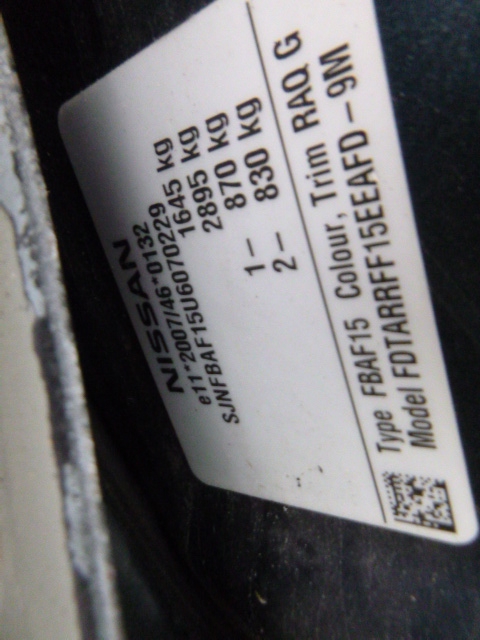 NISSAN
e11*2007/46*0132
SJNFBAF15U6070229
1645 kg
2895 kg
1– 870 kg
2– 830 kg
Type FBAF15 Colour, Trim RAQ G
Model FDTARRFF15EEAFD – 9M